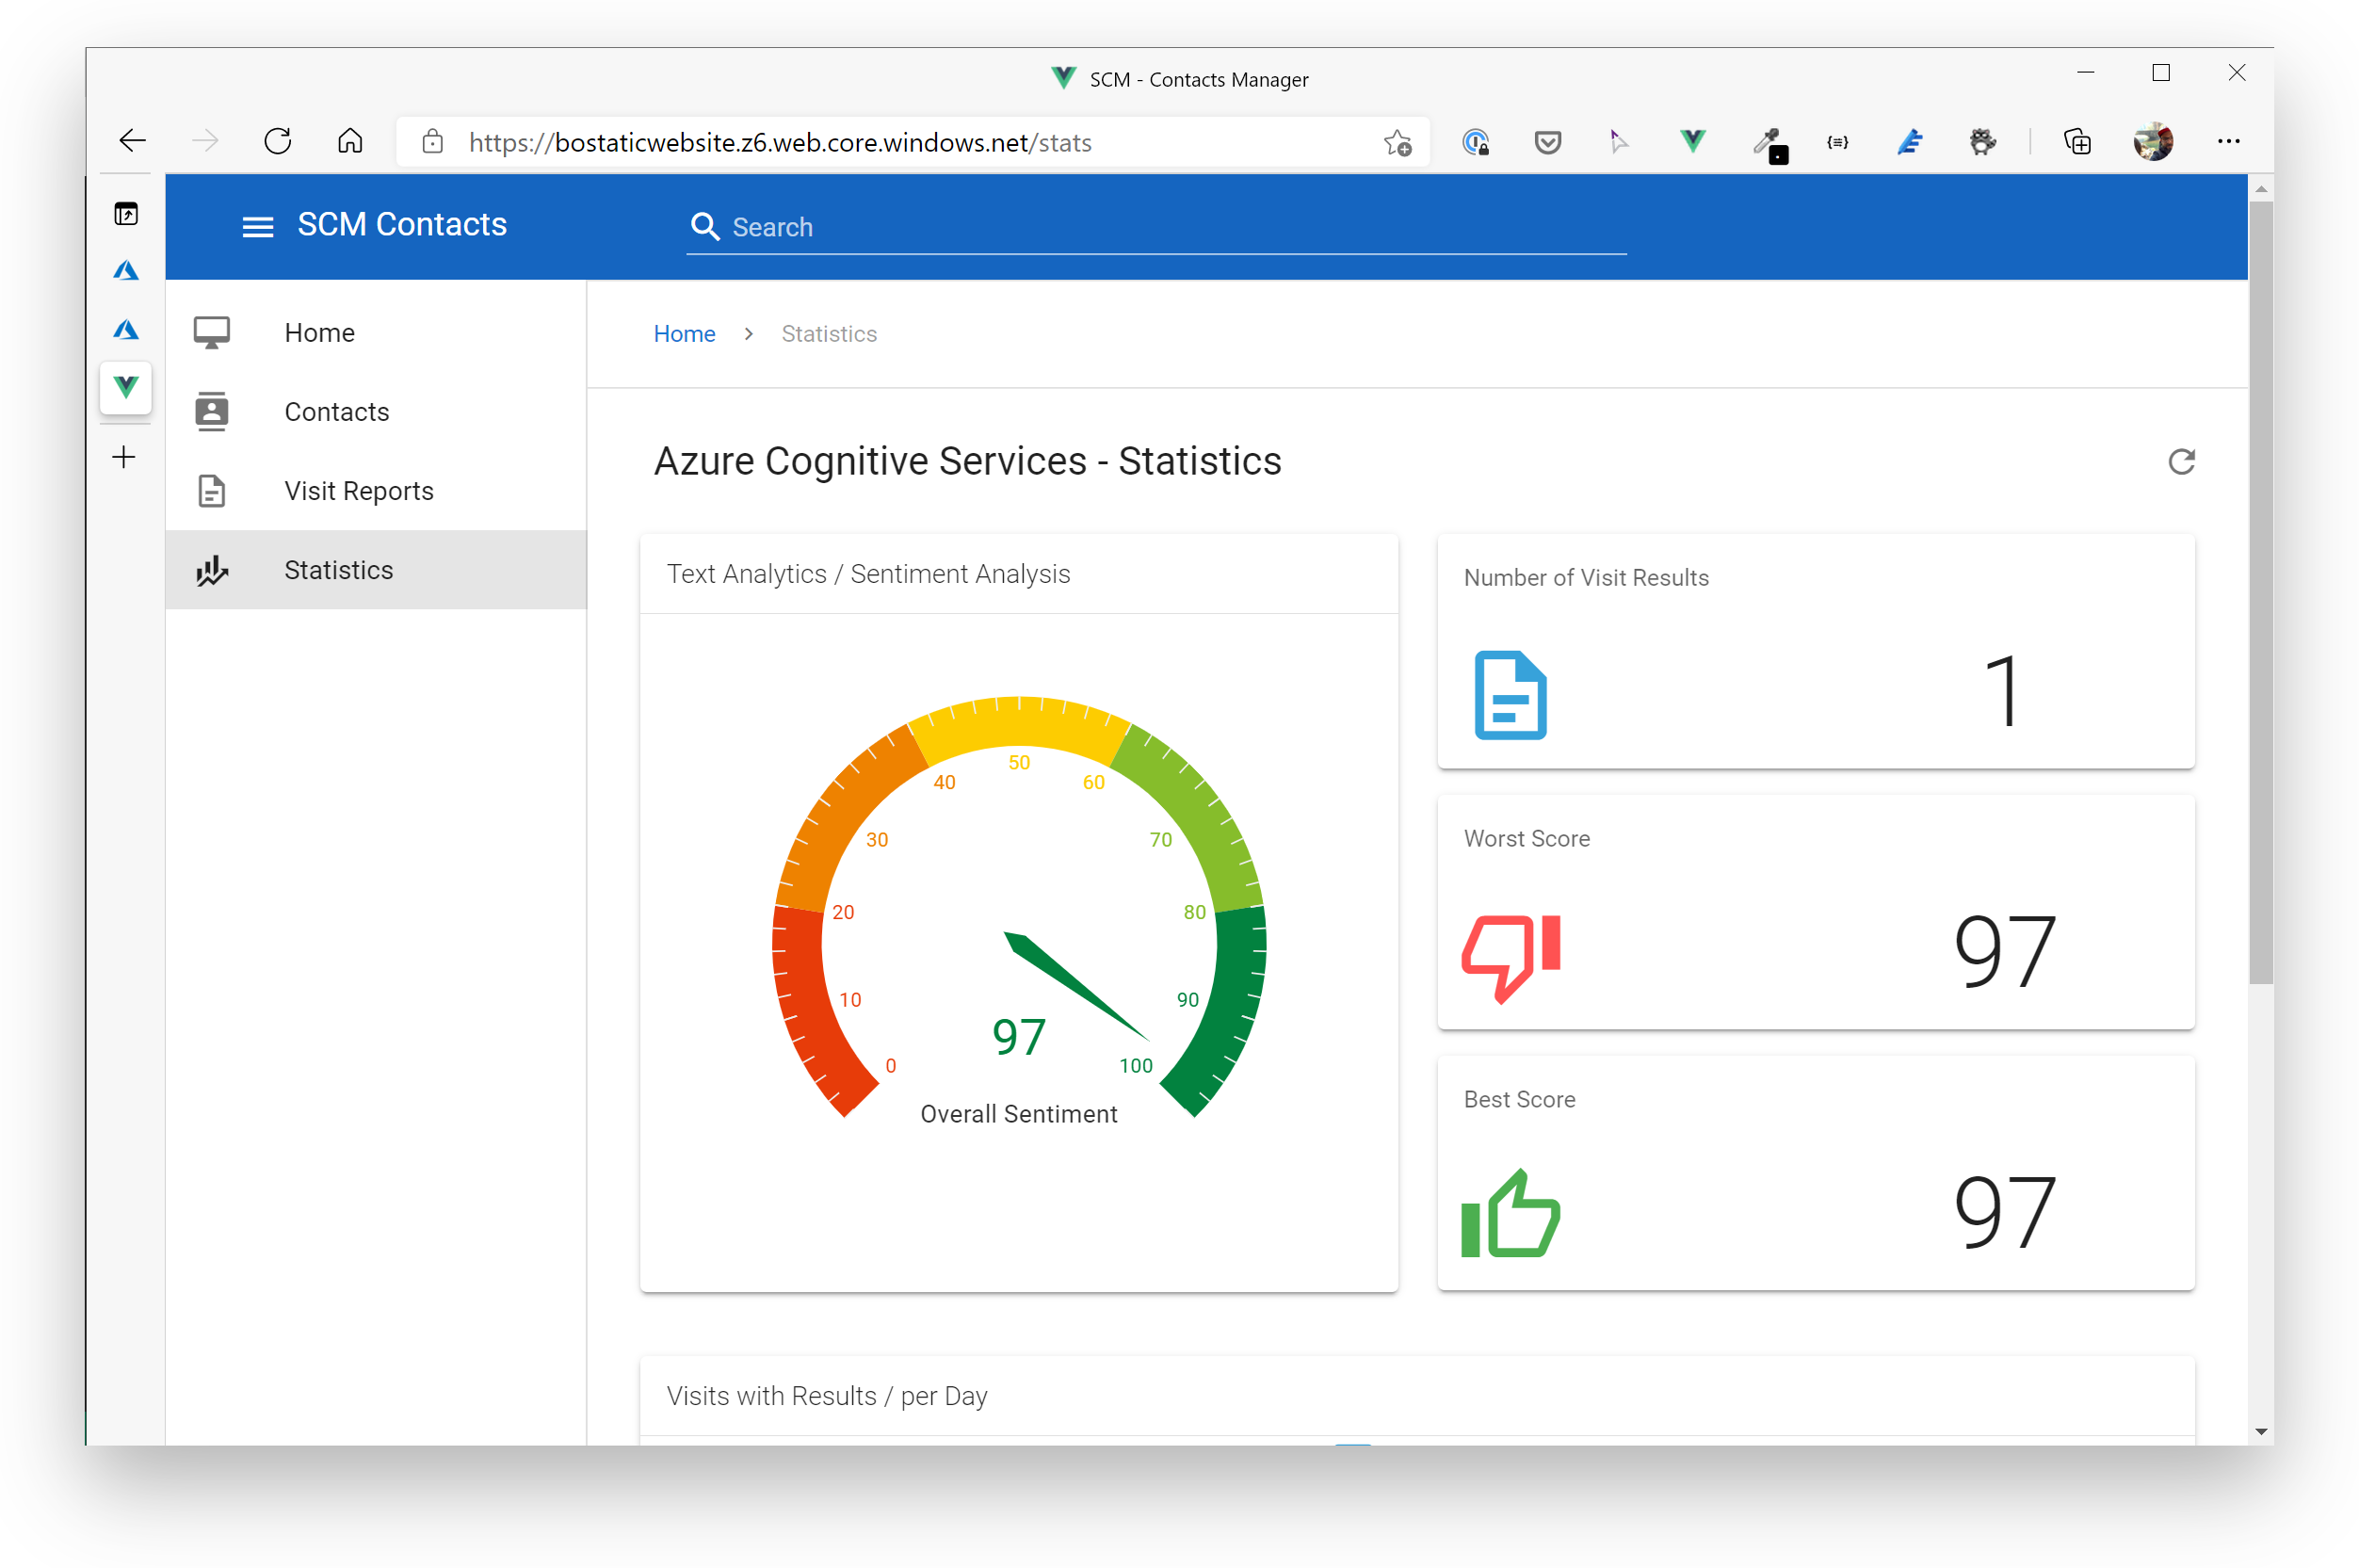 SCM - Contacts Manager
https://bostaticwebsite.z6.web.core.windows.net/stats
SCM Contacts
Search
Home
Contacts
Visit Reports
Statistics
Home > Statistics
Azure Cognitive Services - Statistics
Text Analytics / Sentiment Analysis
0
10
20
30
40
50
60
70
80
90
100
97
Overall Sentiment
Number of Visit Results
1
Worst Score
97
Best Score
97
Visits with Results / per Day